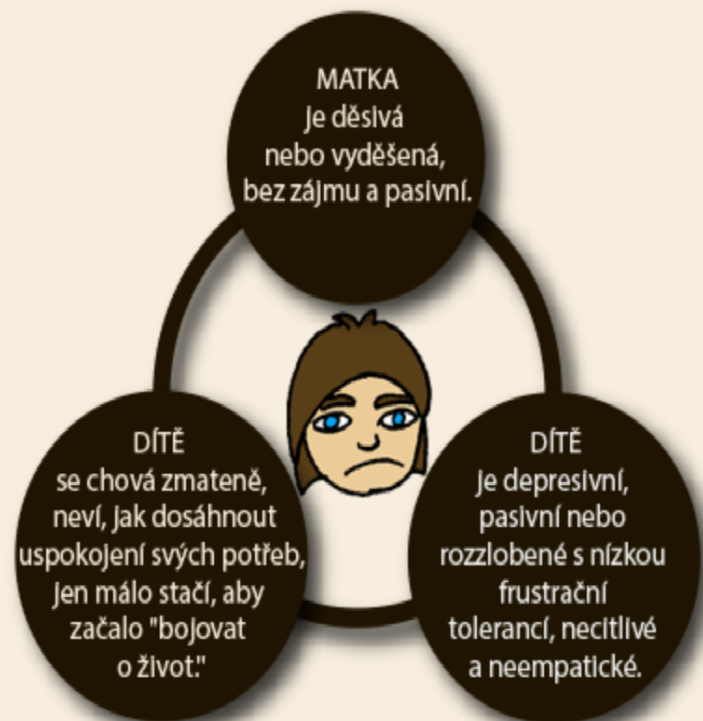 MATKA
je děsivá
nebo vyděšená,
bez zájmu a pasivní.
DÍTĚ
se chová zmateně,
neví, jak dosáhnout
uspokojení svých potřeb,
jen málo stačí, aby
začalo "bojovat
o život."
DÍTĚ
je depresivní,
pasivní nebo
rozzlobené s nízkou
frustrační
tolerancí, necitlivé
a neempatické.